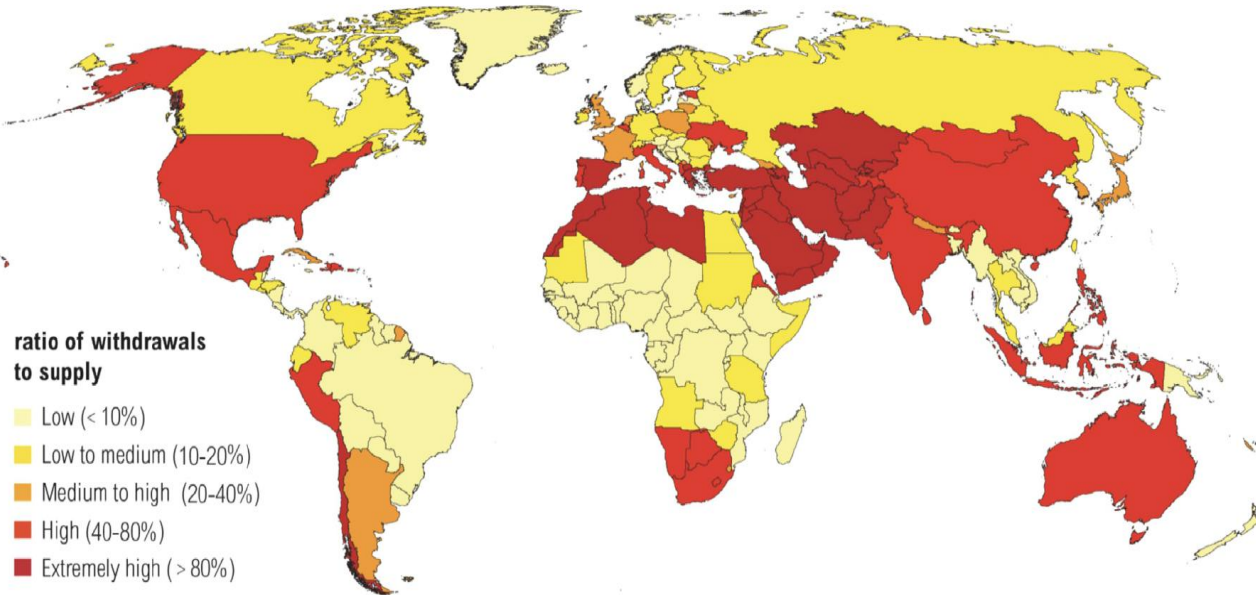 ratio of withdrawals
to supply
Low (< 10%)
Low to medium (10-20%)
Medium to high (20-40%)
High (40-80%)
Extremely high (> 80%)